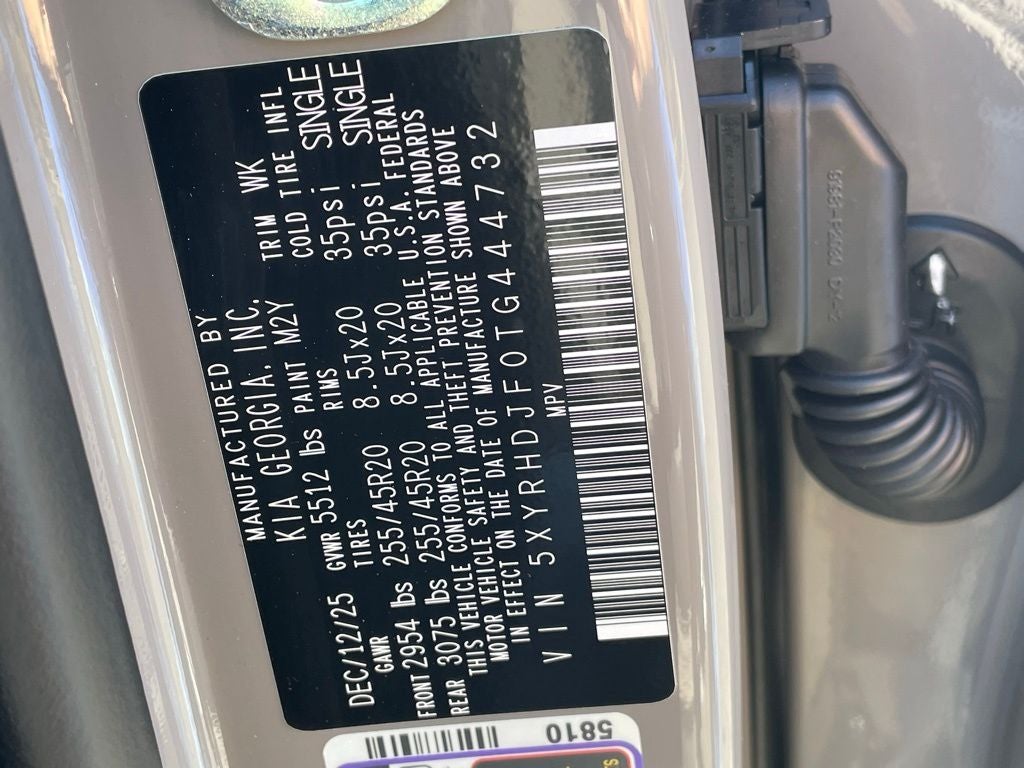 MANUFACTURED BY
KIA GEORGIA, INC.
DEC/12/25 GVWR 5512 lbs PAINT M2Y TRIM WK
GAWR TIRES RIMS COLD TIRE INFL
FRONT 2954 lbs 255/45R20 8.5Jx20 35psi SINGLE
REAR 3075 lbs 255/45R20 8.5Jx20 35psi SINGLE
THIS VEHICLE CONFORMS TO ALL APPLICABLE U.S.A. FEDERAL
MOTOR VEHICLE SAFETY AND THEFT PREVENTION STANDARDS
IN EFFECT ON THE DATE OF MANUFACTURE SHOWN ABOVE
VIN 5XYRHDJF0TG444732
MPV
5810